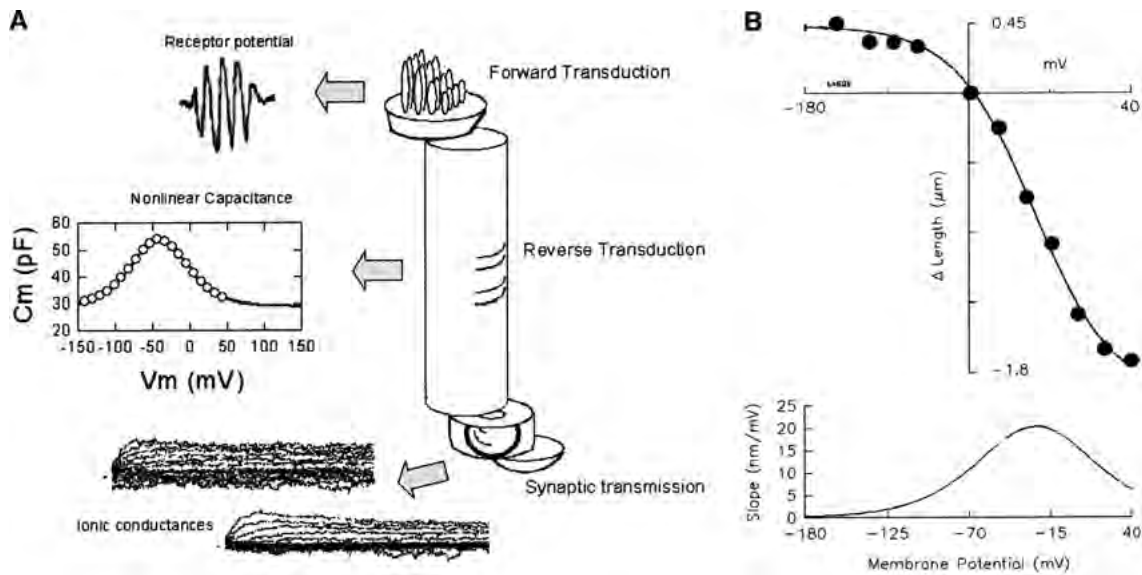 A
Receptor potential
Forward Transduction
Nonlinear Capacitance
Cm (pF)
80
50
40
30
20
-150 -100 -50 0 50 100 150
Vm (mV)
Reverse Transduction
Synaptic transmission
Ionic conductances
B
0.45
mV
-180
40
Δ Length (μm)
-1.8
Slope (nm/mV)
25
20
15
10
5
0
-180 -125 -70 -15 40
Membrane Potential (mV)